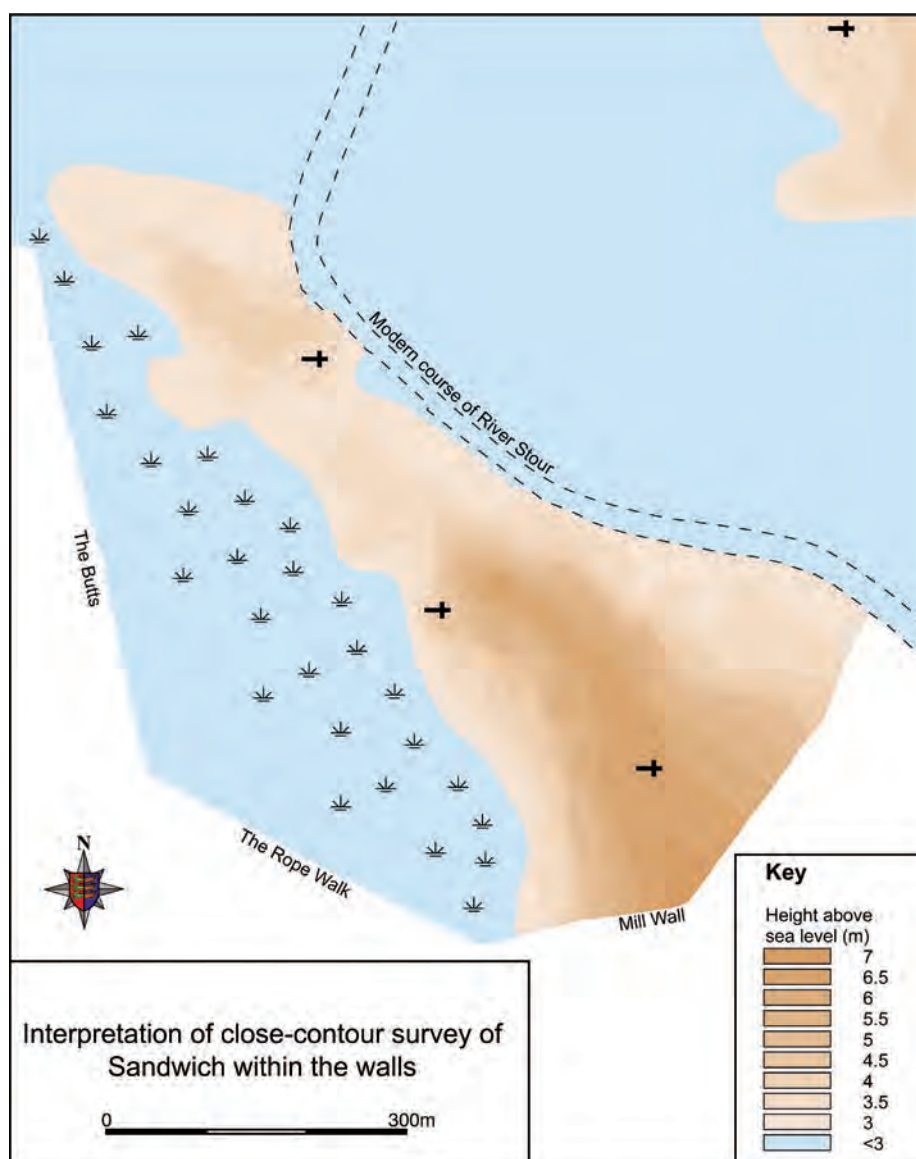 Modern course of River Stour
The Butts
The Rope Walk
Mill Wall
N
Key
Height above
sea level (m)
7
6.5
6
5.5
5
4.5
4
3.5
3
<3
Interpretation of close-contour survey of
Sandwich within the walls
0 300m